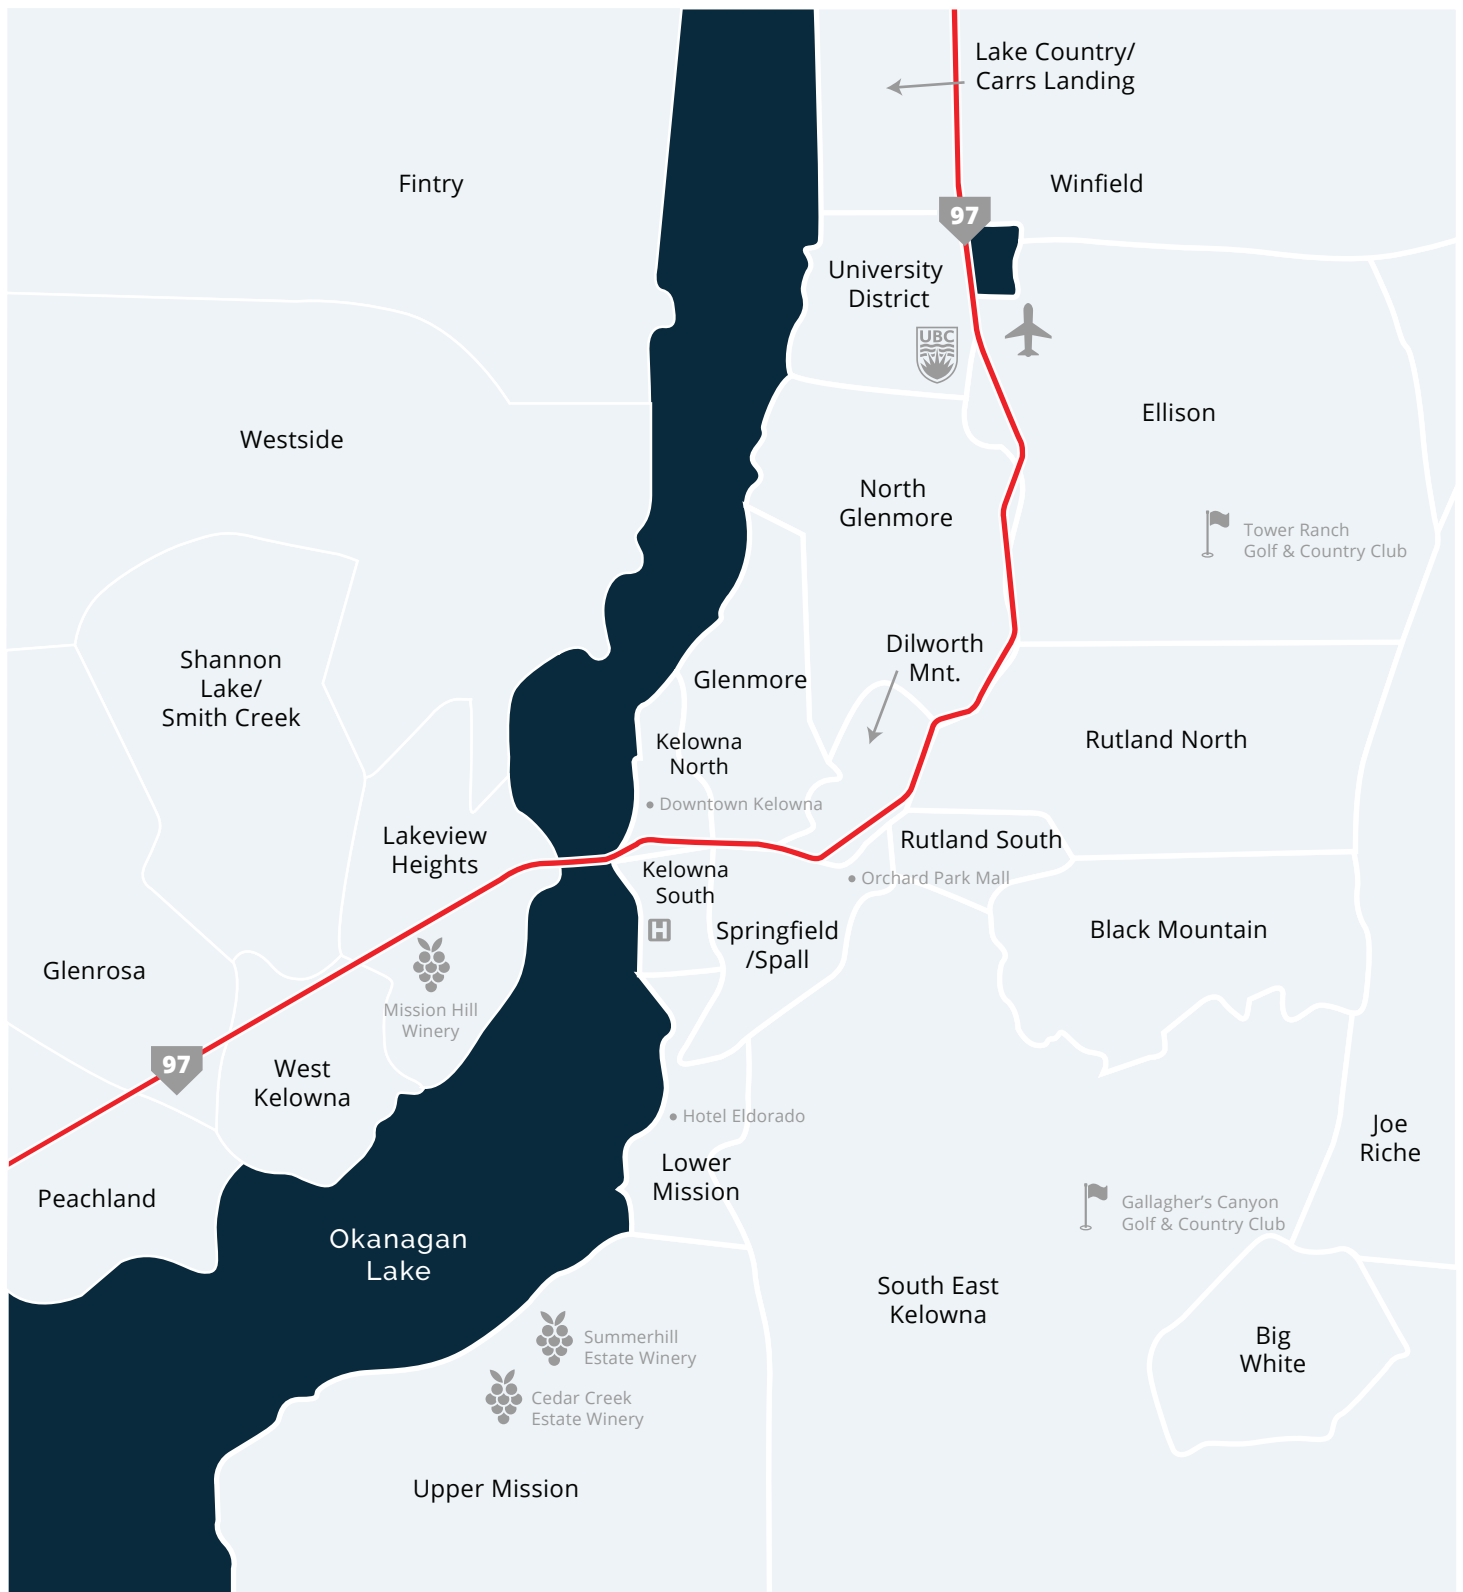 Lake Country/
Carrs Landing
Fintry
Winfield
97
University
District
UBC
Ellison
Westside
North
Glenmore
Tower Ranch
Golf & Country Club
Dilworth
Mnt.
Shannon
Lake/
Smith Creek
Glenmore
Kelowna
North
Rutland North
Downtown Kelowna
Lakeview
Heights
Rutland South
Kelowna
South
Orchard Park Mall
H
Springfield
/Spall
Black Mountain
Glenrosa
Mission Hill
Winery
97
West
Kelowna
Hotel Eldorado
Joe
Riche
Lower
Mission
Peachland
Gallagher’s Canyon
Golf & Country Club
Okanagan
Lake
South East
Kelowna
Summerhill
Estate Winery
Big
White
Cedar Creek
Estate Winery
Upper Mission